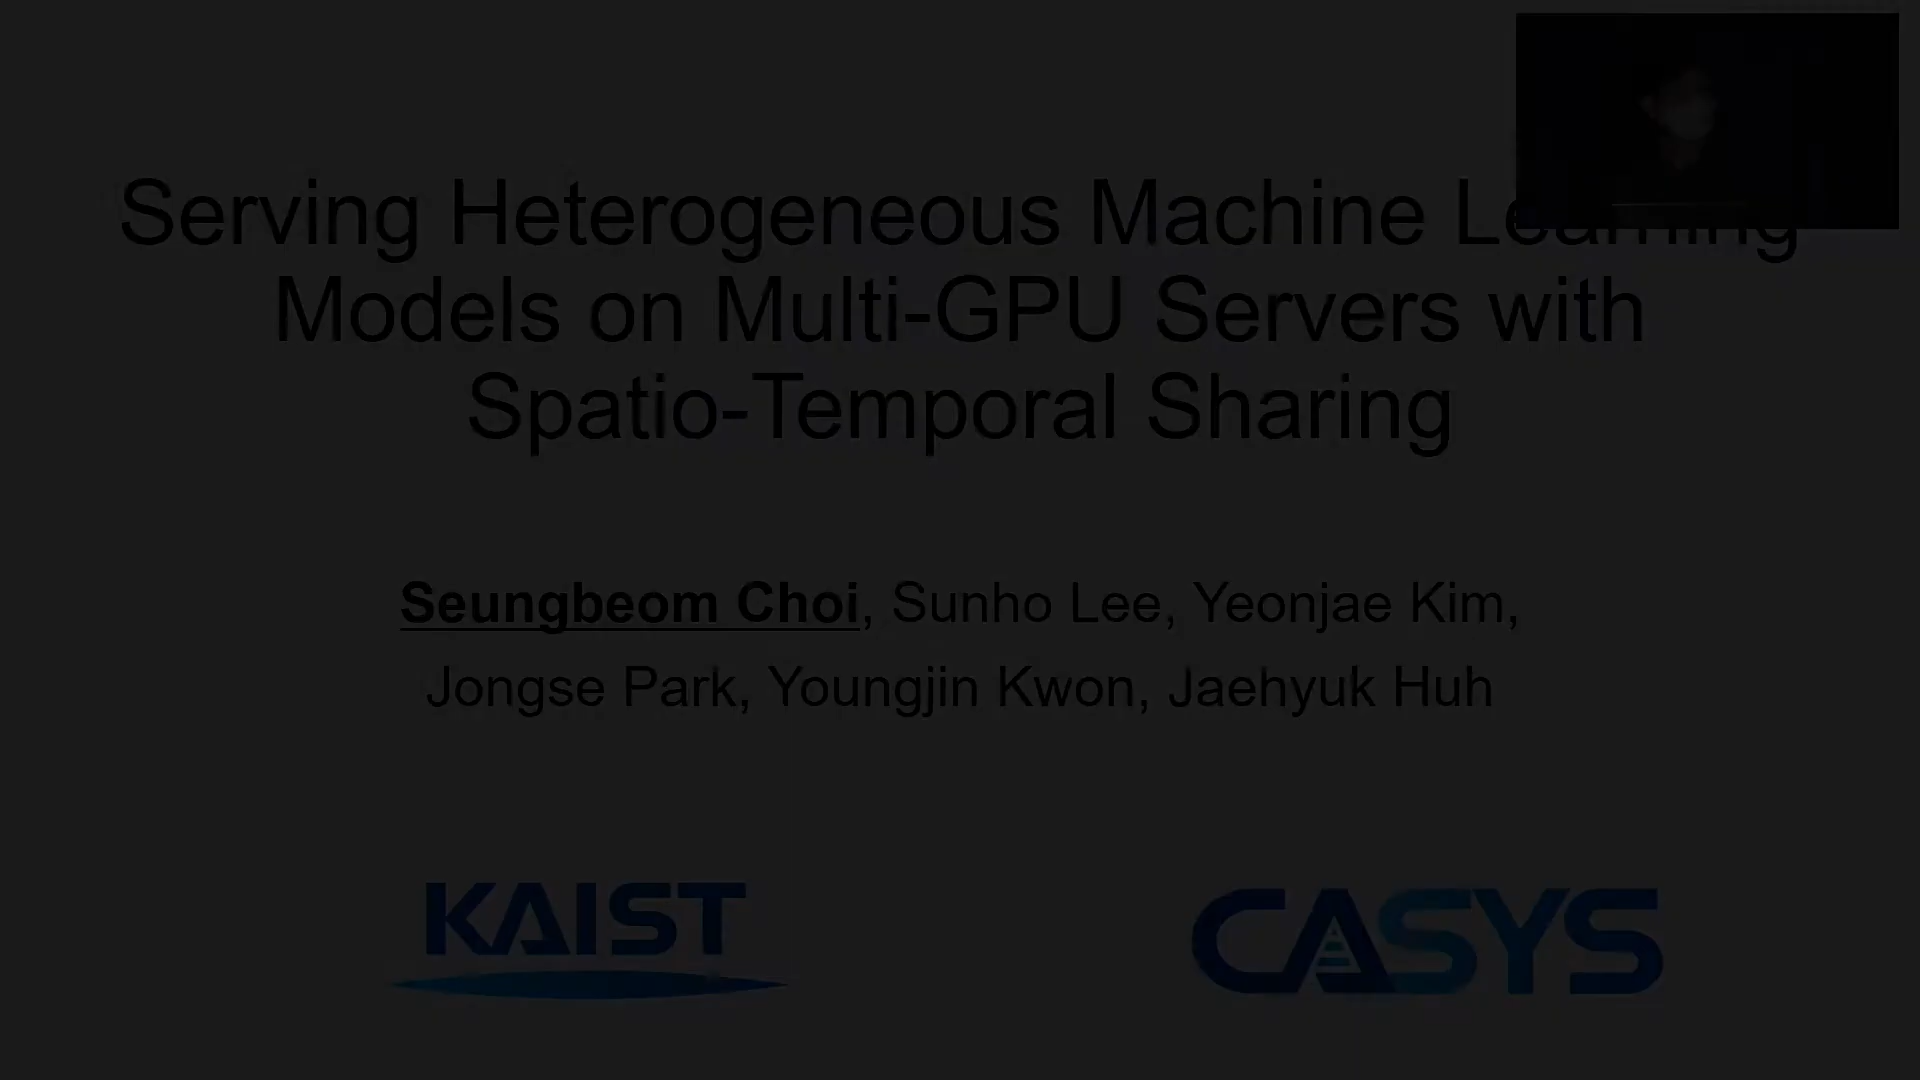 Serving Heterogeneous Machine Learning
Models on Multi-GPU Servers with
Spatio-Temporal Sharing
Seungbeom Choi, Sunho Lee, Yeonjae Kim,
Jongse Park, Youngjin Kwon, Jaehyuk Huh
KAIST
CASYS